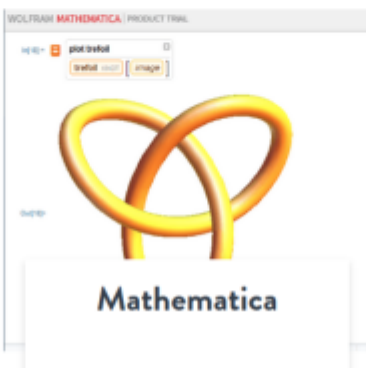 WOLFRAM MATHEMATICA | PRODUCT TRIAL
plot trefoil
trefoil image
Mathematica